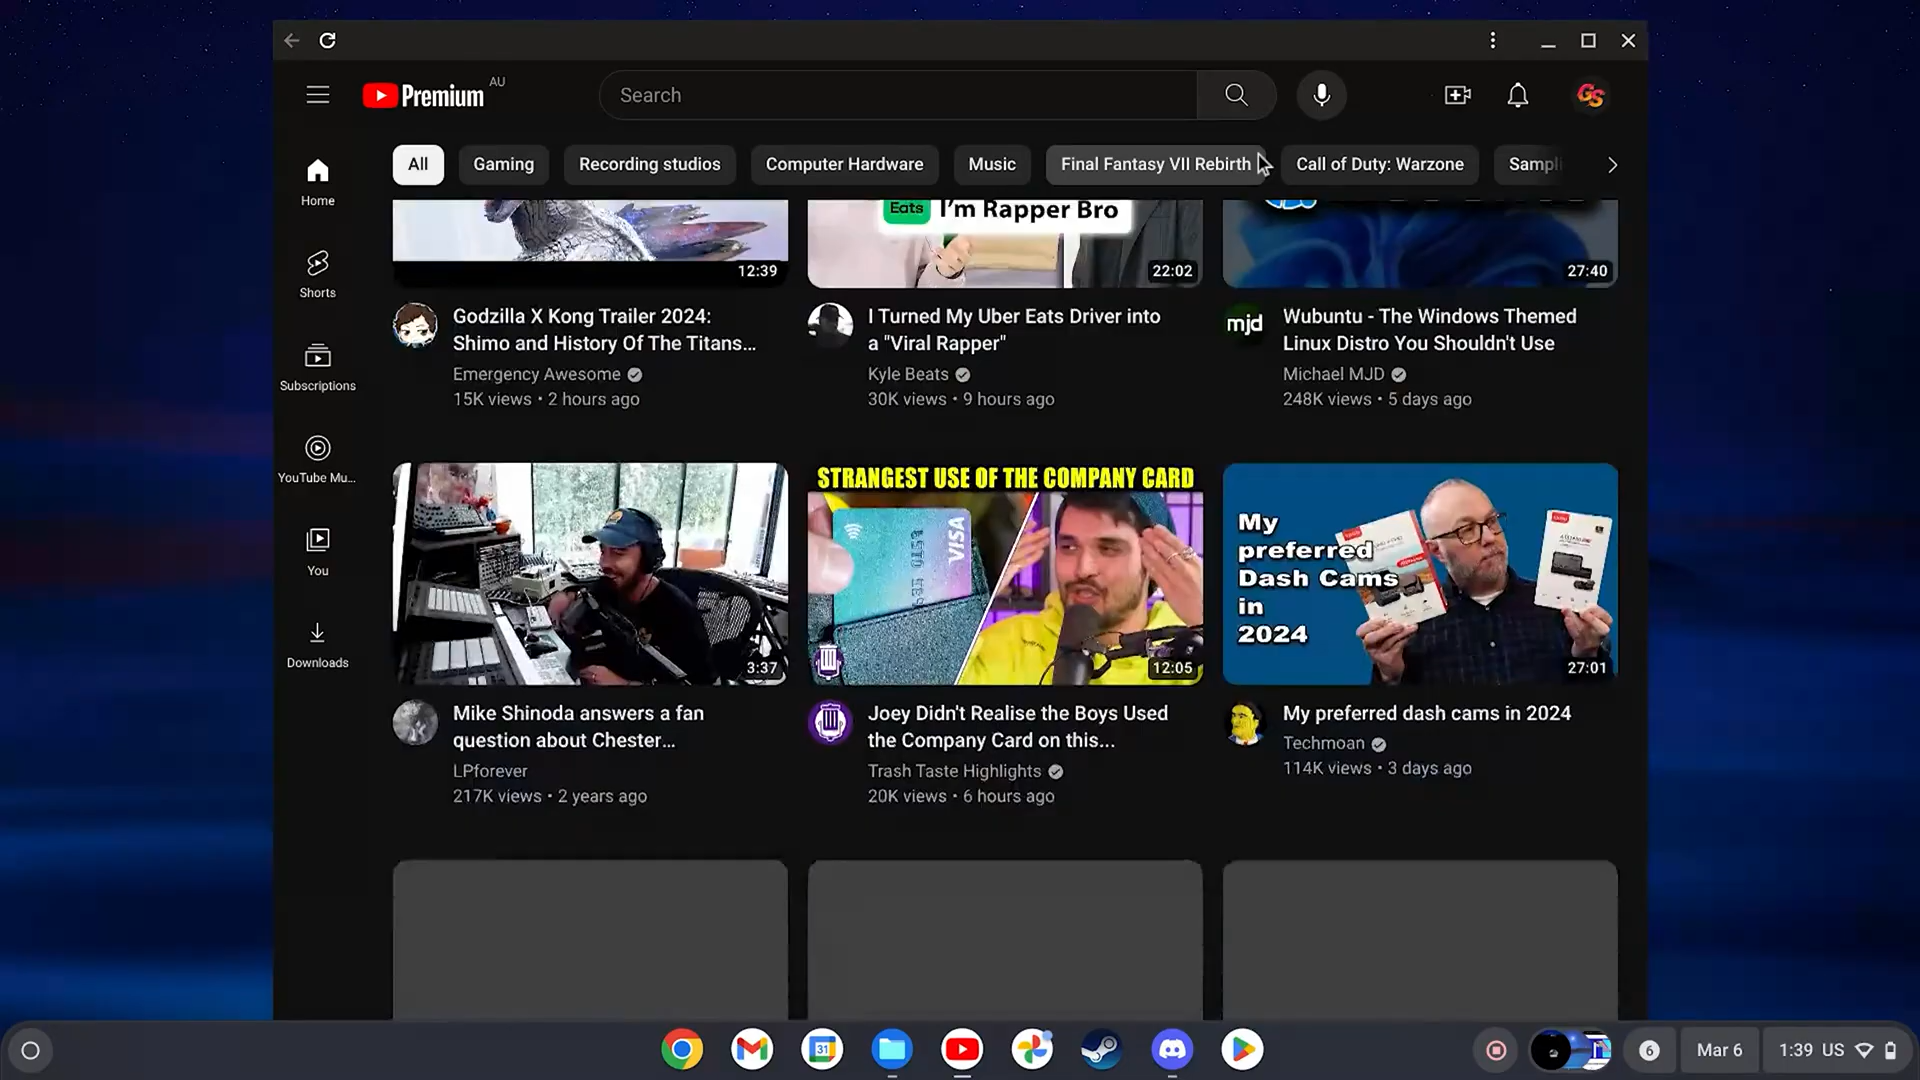 Premium AU
Search
All
Gaming
Recording studios
Computer Hardware
Music
Final Fantasy VII Rebirth
Call of Duty: Warzone
Sampli
Home
Shorts
Subscriptions
YouTube Mu...
You
Downloads
12:39
Eats I'm Rapper Bro
22:02
27:40
Godzilla X Kong Trailer 2024:
Shimo and History Of The Titans...
Emergency Awesome
15K views • 2 hours ago
I Turned My Uber Eats Driver into
a "Viral Rapper"
Kyle Beats
30K views • 9 hours ago
mjd
Wubuntu - The Windows Themed
Linux Distro You Shouldn't Use
Michael MJD
248K views • 5 days ago
3:37
STRANGEST USE OF THE COMPANY CARD
VISA
12:05
My
preferred
Dash Cams
in
2024
27:01
Mike Shinoda answers a fan
question about Chester...
LPforever
217K views • 2 years ago
Joey Didn't Realise the Boys Used
the Company Card on this...
Trash Taste Highlights
20K views • 6 hours ago
My preferred dash cams in 2024
Techmoan
114K views • 3 days ago
31
6
Mar 6
1:39 US